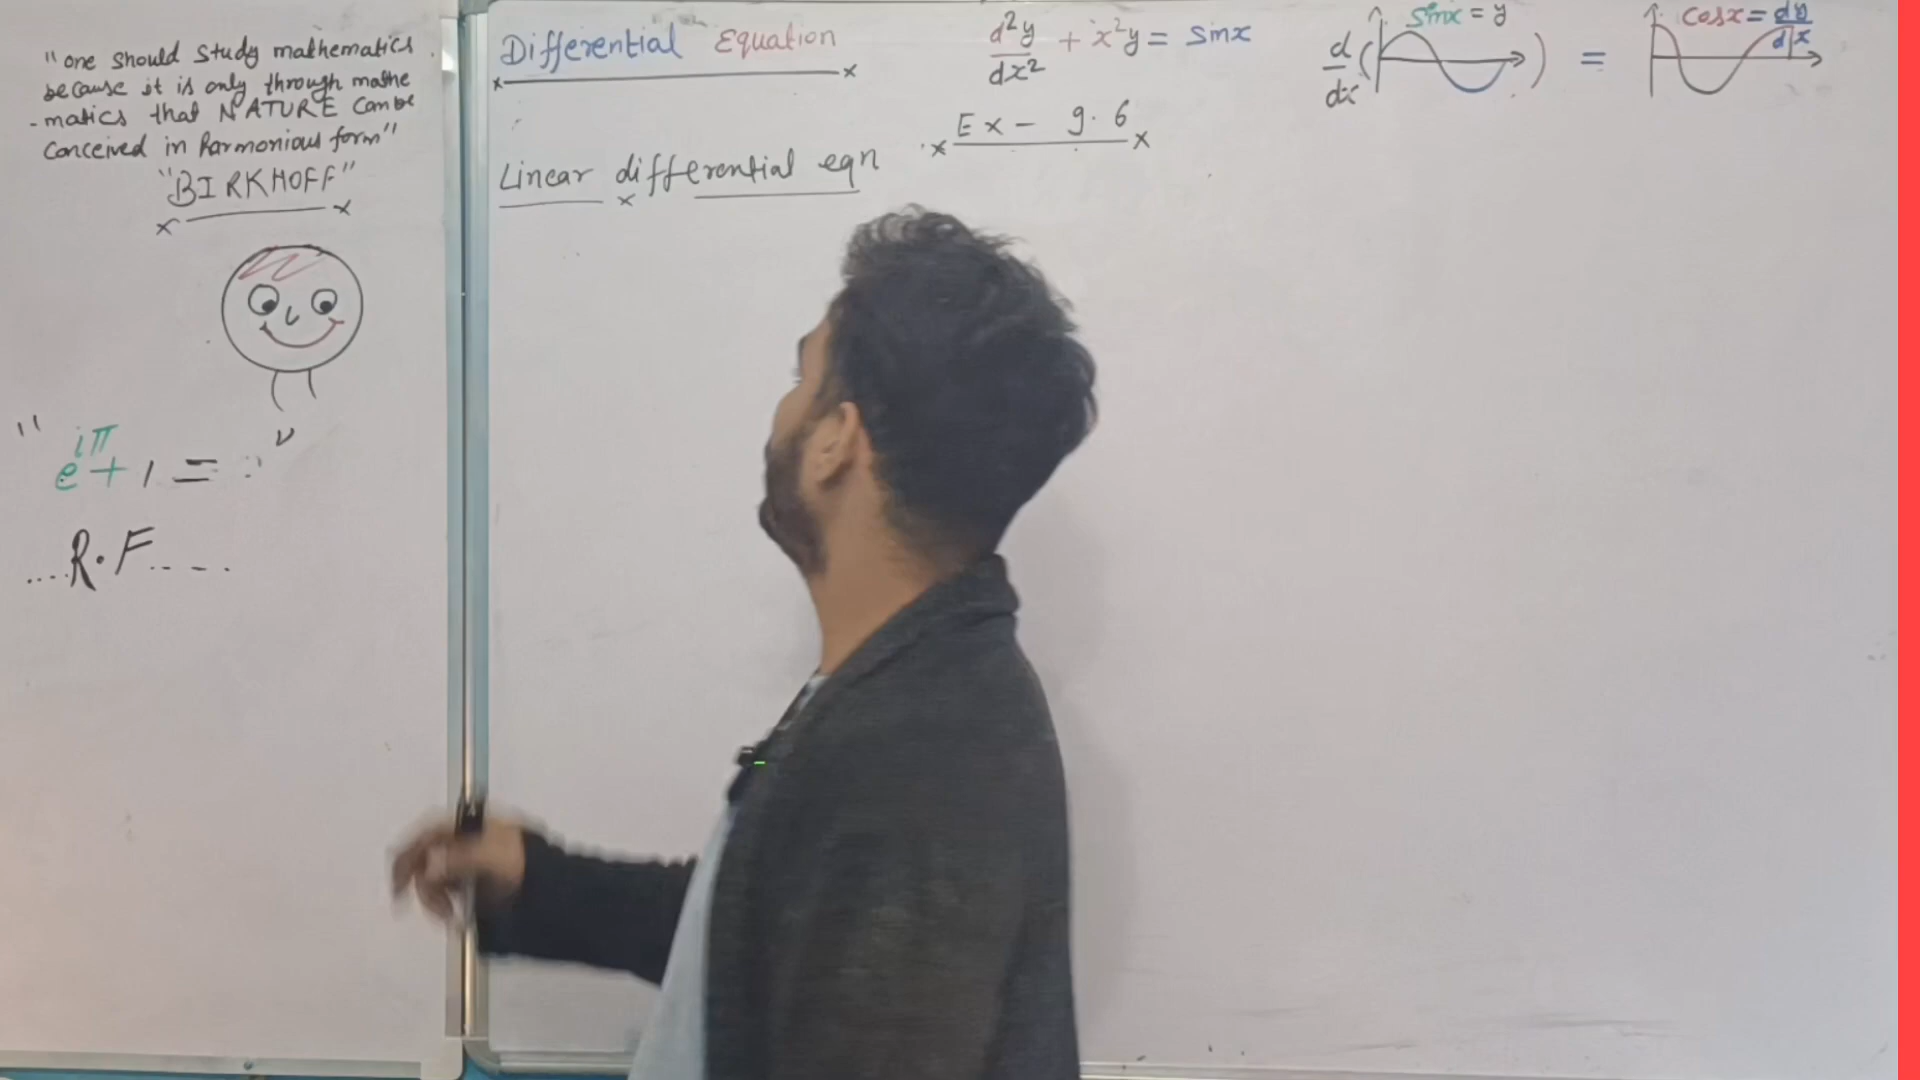 "one should study mathematics
because it is only through mathe
-matics that NATURE can be
conceived in harmonious form"
"BIRKHOFF"
" e^{iπ} + 1 = "
....R.F.....
Differential Equation
d²y/dx² + x²y = sinx
d/dx ( sinx = y ) = cosx = dy/dx
Ex - 9.6
Linear differential eqn